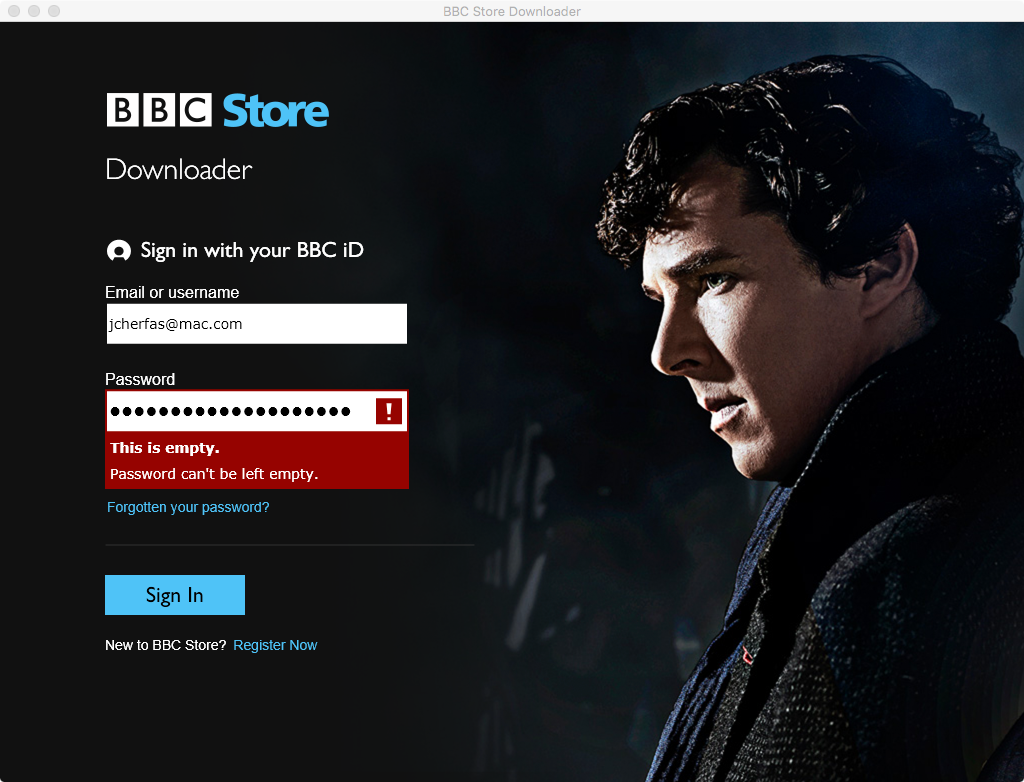 BBC Store Downloader
BBC Store
Downloader
Sign in with your BBC iD
Email or username
jcherfas@mac.com
Password
●●●●●●●●●●●●●●●●●●●● !
This is empty.
Password can't be left empty.
Forgotten your password?
Sign In
New to BBC Store? Register Now